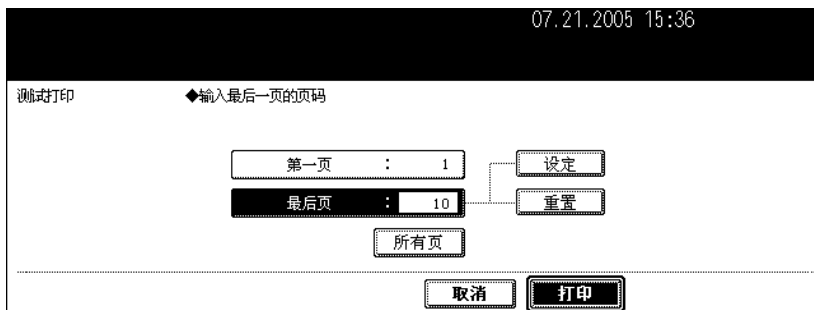 07.21.2005 15:36
测试打印 ◆输入最后一页的页码
第一页 : 1 设定
最后页 : 10 重置
所有页
取消 打印